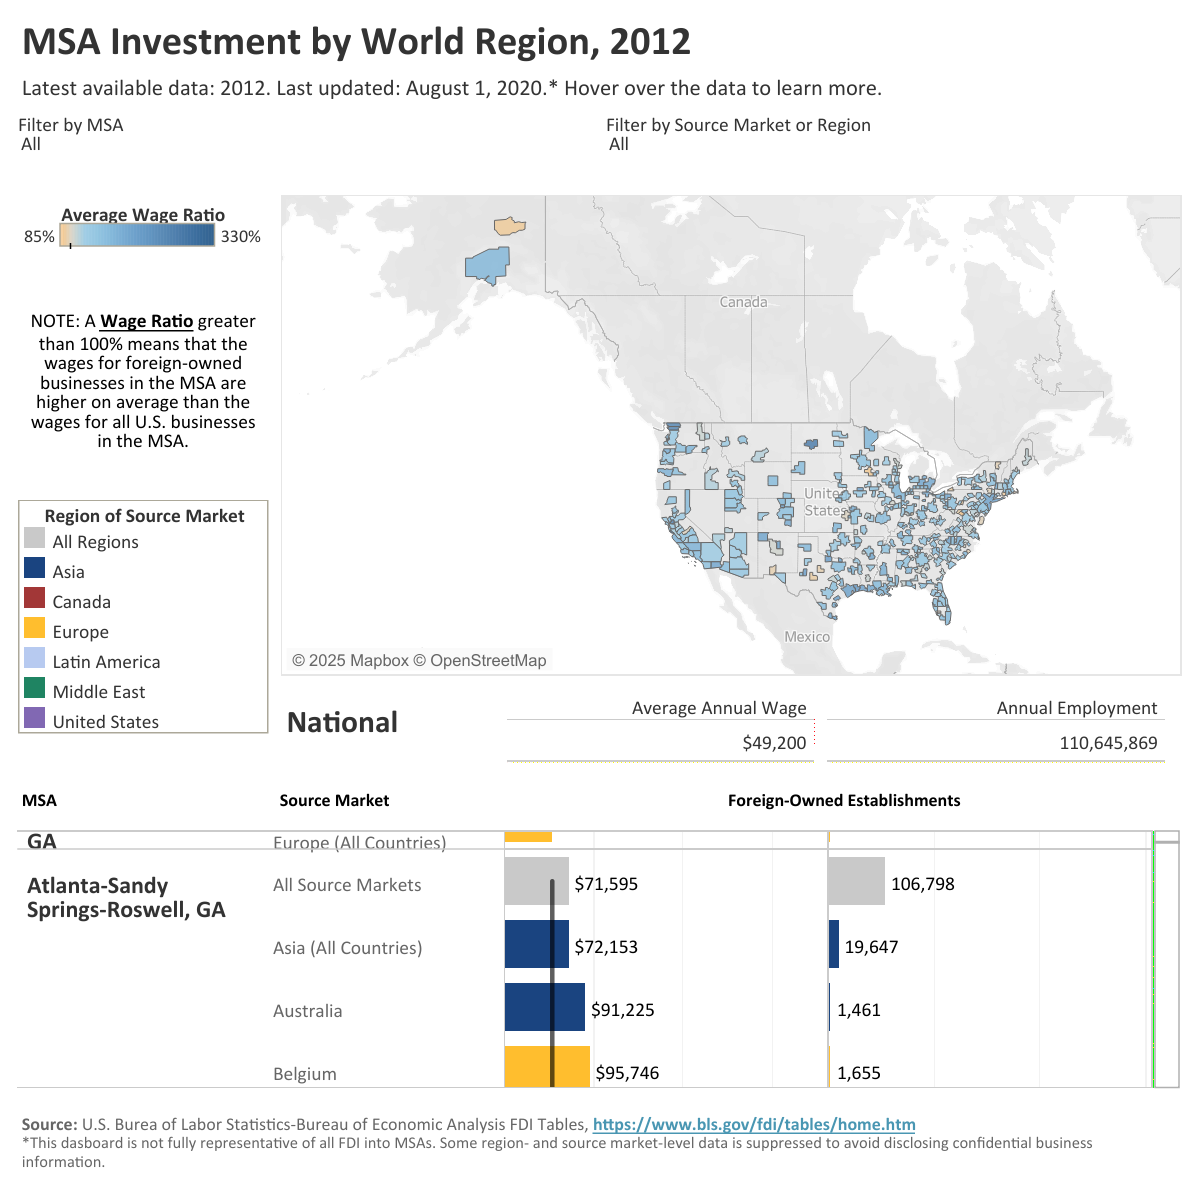 MSA Investment by World Region, 2012
Latest available data: 2012. Last updated: August 1, 2020.* Hover over the data to learn more.
Filter by MSA
All
Filter by Source Market or Region
All
Average Wage Ratio
85%
330%
NOTE: A Wage Ratio greater
than 100% means that the
wages for foreign-owned
businesses in the MSA are
higher on average than the
wages for all U.S. businesses
in the MSA.
Region of Source Market
All Regions
Asia
Canada
Europe
Latin America
Middle East
United States
Canada
United
States
Mexico
© 2025 Mapbox © OpenStreetMap
National
Average Annual Wage
Annual Employment
$49,200
110,645,869
MSA
Source Market
Foreign-Owned Establishments
GA
Europe (All Countries)
Atlanta-Sandy
Springs-Roswell, GA
All Source Markets
$71,595
106,798
Asia (All Countries)
$72,153
19,647
Australia
$91,225
1,461
Belgium
$95,746
1,655
Source: U.S. Burea of Labor Statistics-Bureau of Economic Analysis FDI Tables, https://www.bls.gov/fdi/tables/home.htm
*This dasboard is not fully representative of all FDI into MSAs. Some region- and source market-level data is suppressed to avoid disclosing confidential business
information.